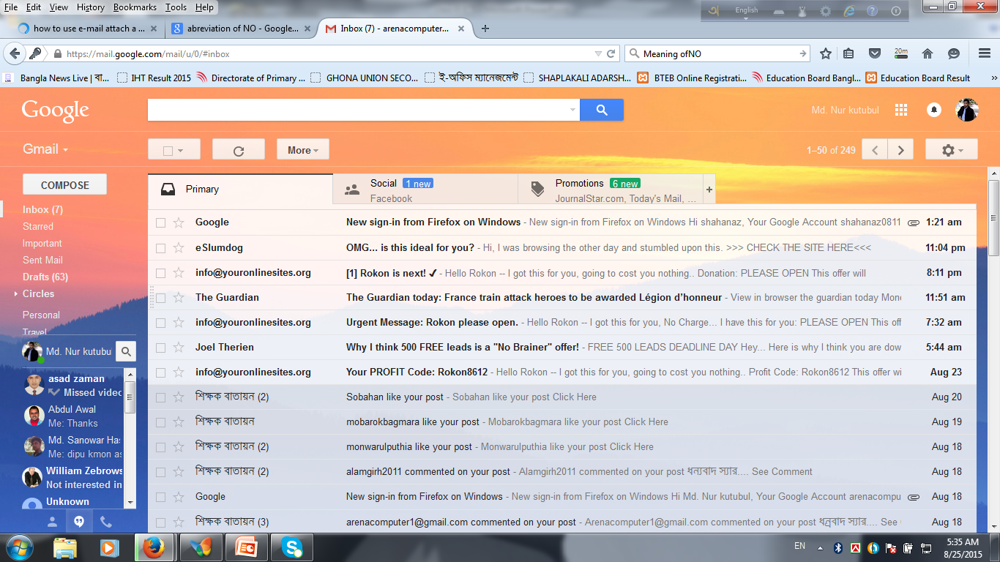 File Edit View History Bookmarks Tools Help
English
how to use e-mail attach a ...
abreviation of NO - Google...
Inbox (7) - arenacomputer...
https://mail.google.com/mail/u/0/#inbox
Meaning ofNO
20m
Bangla News Live | বা...
IHT Result 2015
Directorate of Primary ...
GHONA UNION SECO...
ই-অফিস ম্যানেজমেন্ট
SHAPLAKALI ADARSH...
BTEB Online Registrati...
Education Board Bangl...
Education Board Result
Google
Md. Nur kutubul
Gmail
More
1–50 of 249
COMPOSE
Inbox (7)
Starred
Important
Sent Mail
Drafts (63)
Circles
Personal
Travel
Md. Nur kutubul
asad zaman
Missed videc
Abdul Awal
Me: Thanks
Md. Sanowar Has
Me: dipu kmon as
William Zebrows
Not interested in
Unknown
Primary
Social 1 new
Facebook
Promotions 6 new
JournalStar.com, Today's Mail, ...
Google New sign-in from Firefox on Windows - New sign-in from Firefox on Windows Hi shahanaz, Your Google Account shahanaz0811 1:21 am
eSlumdog OMG... is this ideal for you? - Hi, I was browsing the other day and stumbled upon this. >>> CHECK THE SITE HERE<<< 11:04 pm
info@youronlinesites.org [1] Rokon is next! ✔ - Hello Rokon -- I got this for you, going to cost you nothing.. Donation: PLEASE OPEN This offer will 8:11 pm
The Guardian The Guardian today: France train attack heroes to be awarded Légion d’honneur - View in browser the guardian today Mond 11:51 am
info@youronlinesites.org Urgent Message: Rokon please open. - Hello Rokon -- I got this for you, No Charge... I have this for you: PLEASE OPEN This off 7:32 am
Joel Therien Why I think 500 FREE leads is a "No Brainer" offer! - FREE 500 LEADS DEADLINE DAY Hey... Here is why I think you are dow 5:44 am
info@youronlinesites.org Your PROFIT Code: Rokon8612 - Hello Rokon -- I got this for you, going to cost you nothing.. Profit Code: Rokon8612 This offer wi Aug 23
শিক্ষক বাতায়ন (2) Sobahan like your post - Sobahan like your post Click Here Aug 20
শিক্ষক বাতায়ন mobarokbagmara like your post - Mobarokbagmara like your post Click Here Aug 19
শিক্ষক বাতায়ন (2) monwarulputhia like your post - Monwarulputhia like your post Click Here Aug 18
শিক্ষক বাতায়ন (2) alamgirh2011 commented on your post - Alamgirh2011 commented on your post ধন্যবাদ স্যার.... See Comment Aug 18
Google New sign-in from Firefox on Windows - New sign-in from Firefox on Windows Hi Md. Nur kutubul, Your Google Account arenacompu Aug 18
শিক্ষক বাতায়ন (3) arenacomputer1@gmail.com commented on your post - Arenacomputer1@gmail.com commented on your post ধন্যবাদ স্যার.... See Aug 18
EN
5:35 AM
8/25/2015